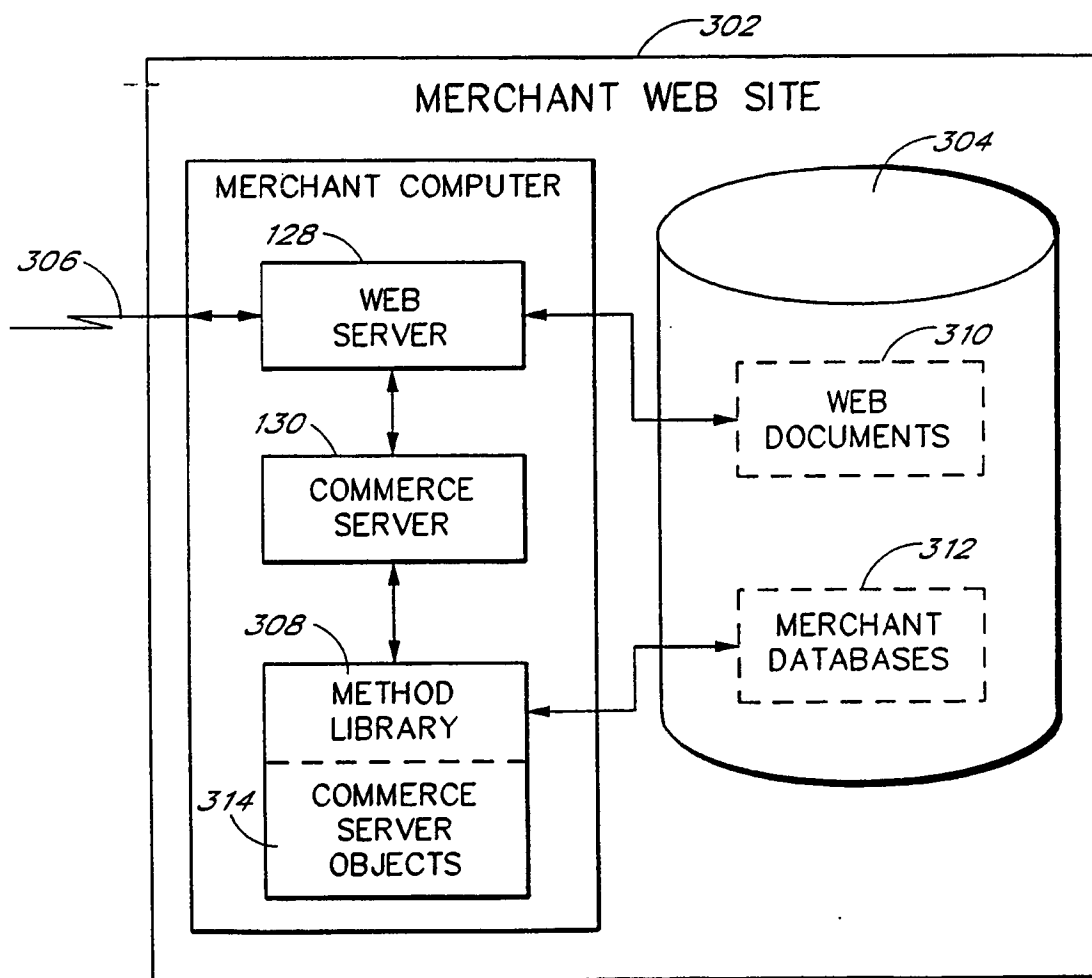 302
MERCHANT WEB SITE
304
MERCHANT COMPUTER
128
306
WEB
SERVER
310
WEB
DOCUMENTS
130
COMMERCE
SERVER
312
MERCHANT
DATABASES
308
METHOD
LIBRARY
314
COMMERCE
SERVER
OBJECTS